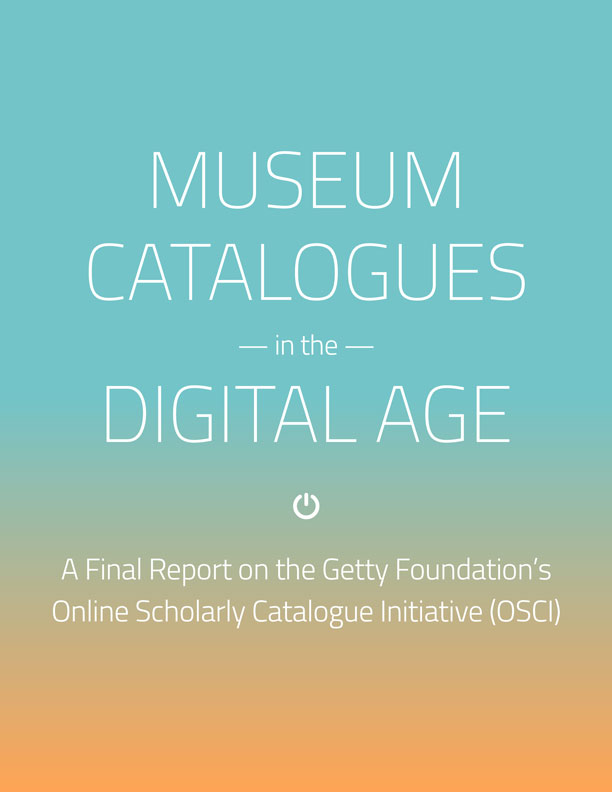 MUSEUM
CATALOGUES
— in the —
DIGITAL AGE
A Final Report on the Getty Foundation’s
Online Scholarly Catalogue Initiative (OSCI)